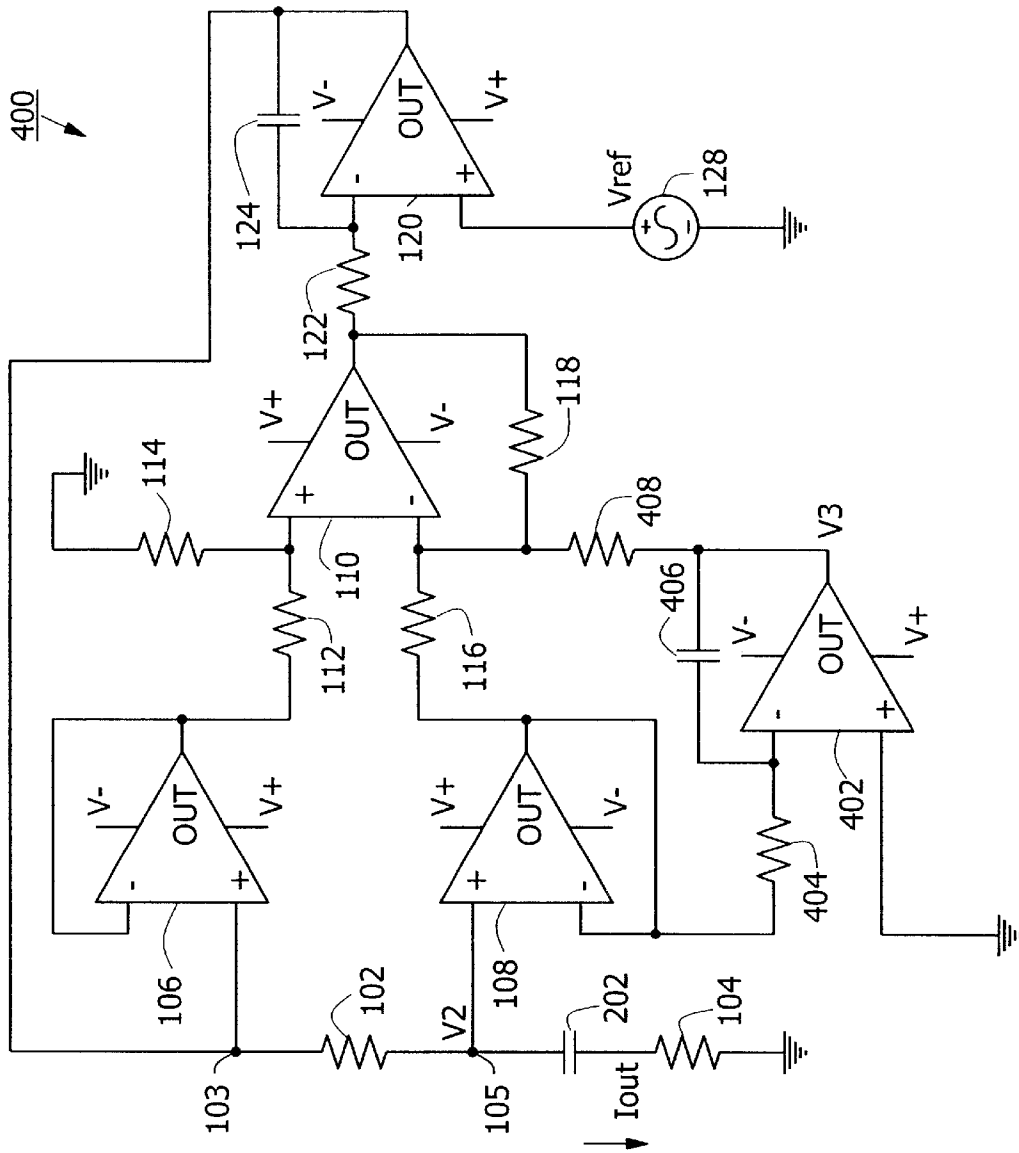 400
124
V-
OUT
-
+
V+
120
Vref
+
-
128
122
V+
OUT
+
-
V-
118
114
110
408
V3
112
116
406
V-
OUT
-
+
V+
402
V-
OUT
-
+
V+
V+
OUT
+
-
V-
404
106
108
102
V2
202
104
103
105
Iout